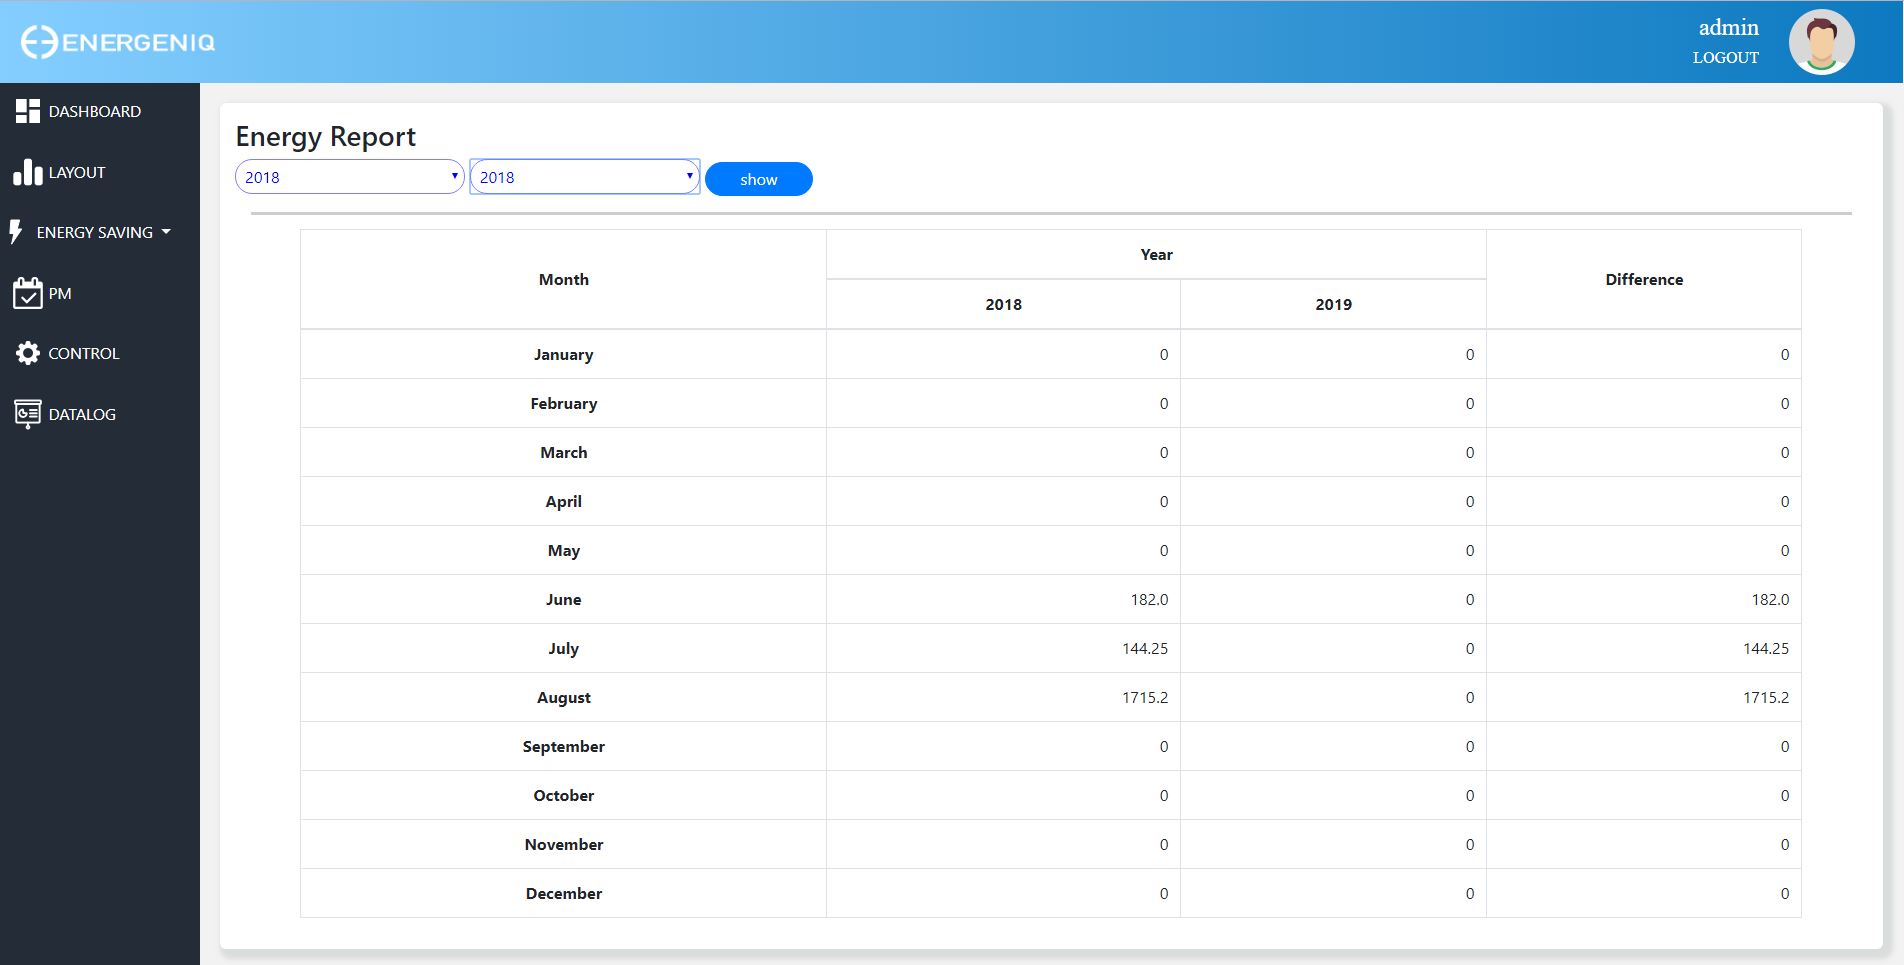 ENERGENIQ
admin
LOGOUT
DASHBOARD
LAYOUT
ENERGY SAVING
PM
CONTROL
DATALOG
Energy Report
2018 2018 show
Month Year Difference
2018 2019
January 0 0 0
February 0 0 0
March 0 0 0
April 0 0 0
May 0 0 0
June 182.0 0 182.0
July 144.25 0 144.25
August 1715.2 0 1715.2
September 0 0 0
October 0 0 0
November 0 0 0
December 0 0 0